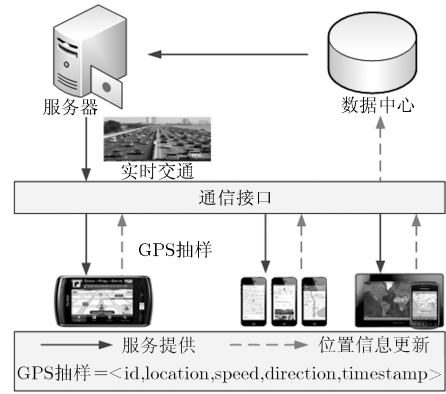 服务器
数据中心
实时交通
通信接口
GPS抽样
服务提供
位置信息更新
GPS抽样=<id,location,speed,direction,timestamp>